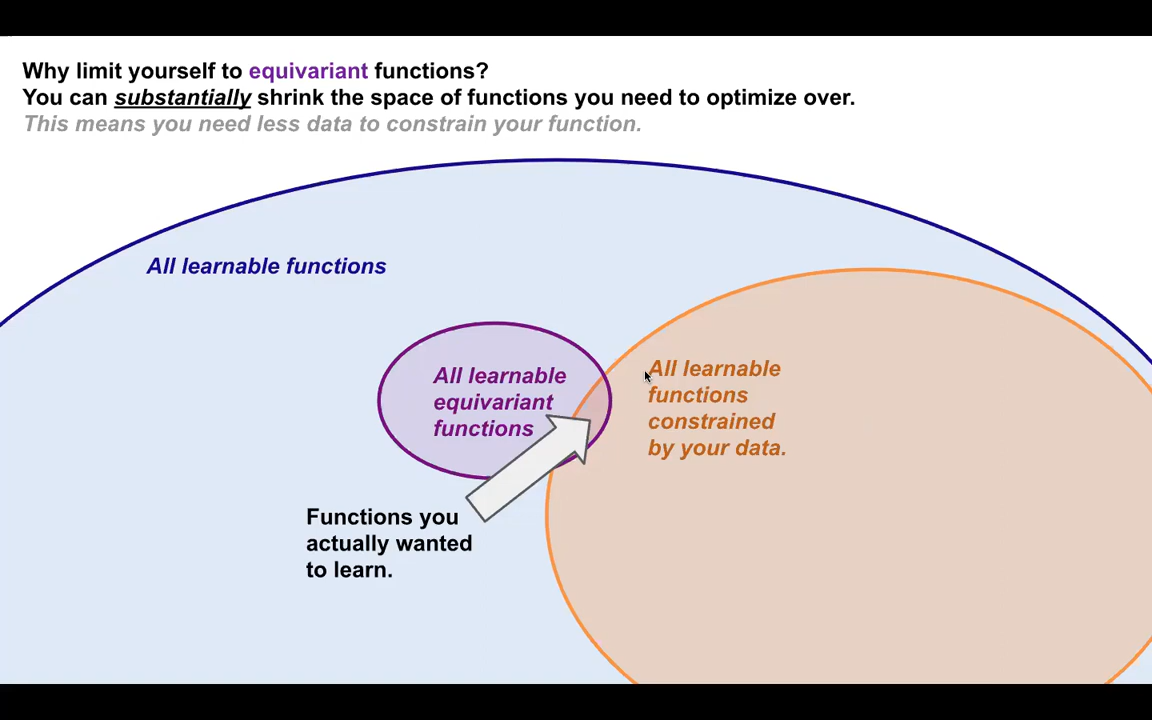 Why limit yourself to equivariant functions?
You can substantially shrink the space of functions you need to optimize over.
This means you need less data to constrain your function.
All learnable functions
All learnable
equivariant
functions
All learnable
functions
constrained
by your data.
Functions you
actually wanted
to learn.